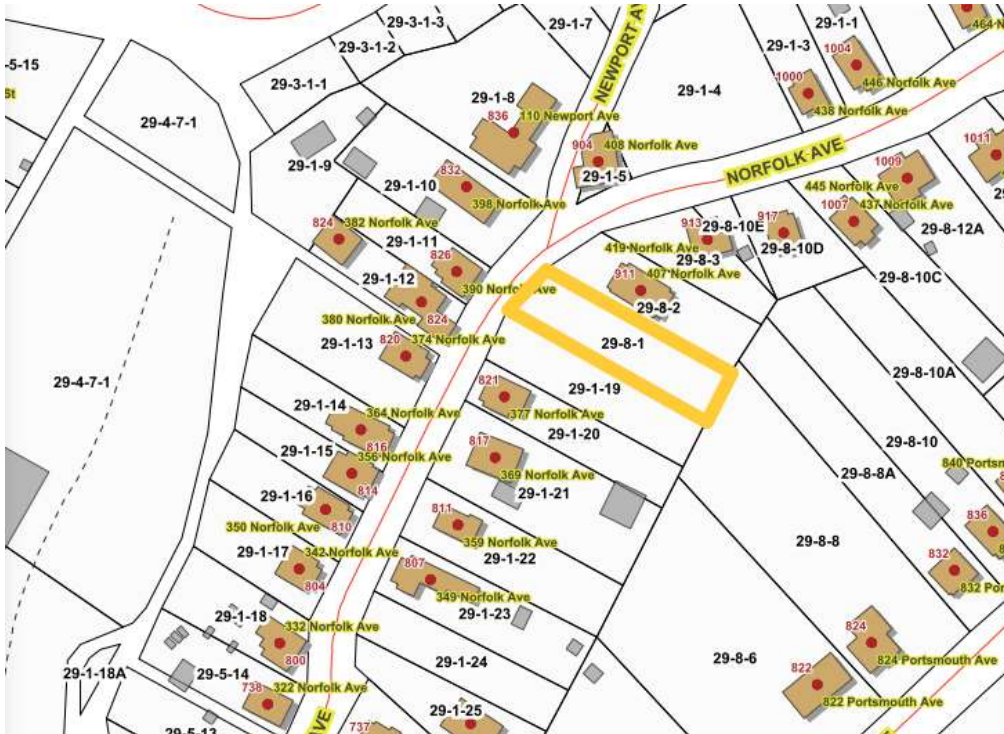 29-3-1-3
29-1-7
NEWPORT AV
29-1-1
464 N
29-3-1-2
29-1-3
1004
-5-15
446 Norfolk Ave
29-3-1-1
1000
29-1-4
St
29-1-8
438 Norfolk Ave
836
110 Newport Ave
29-4-7-1
1011
904
408 Norfolk Ave
NORFOLK AVE
29-1-9
1009
832
29-1-5
29-1-10
445 Norfolk Ave
398 Norfolk Ave
1007
437 Norfolk Ave
382 Norfolk Ave
824
913
917
29-8-10E
29-8-12A
29-1-11
419 Norfolk Ave
29-8-10D
826
29-8-3
911
407 Norfolk Ave
29-1-12
29-8-10C
390 Norfolk Ave
29-8-2
380 Norfolk Ave
824
374 Norfolk Ave
820
29-1-13
29-8-1
29-8-10A
29-4-7-1
29-1-19
821
29-1-14
364 Norfolk Ave
377 Norfolk Ave
29-1-20
29-8-10
816
817
29-1-15
356 Norfolk Ave
840 Portsm
369 Norfolk Ave
29-8-8A
814
29-1-21
29-1-16
811
836
350 Norfolk Ave
810
29-8-8
359 Norfolk Ave
29-1-17
342 Norfolk Ave
29-1-22
832
807
804
832 Por
349 Norfolk Ave
29-1-18
29-1-23
332 Norfolk Ave
824
800
29-8-6
29-1-24
824 Portsmouth Ave
29-1-18A
29-5-14
822
322 Norfolk Ave
738
822 Portsmouth Ave
29-1-25
AVE
737
29-5-13